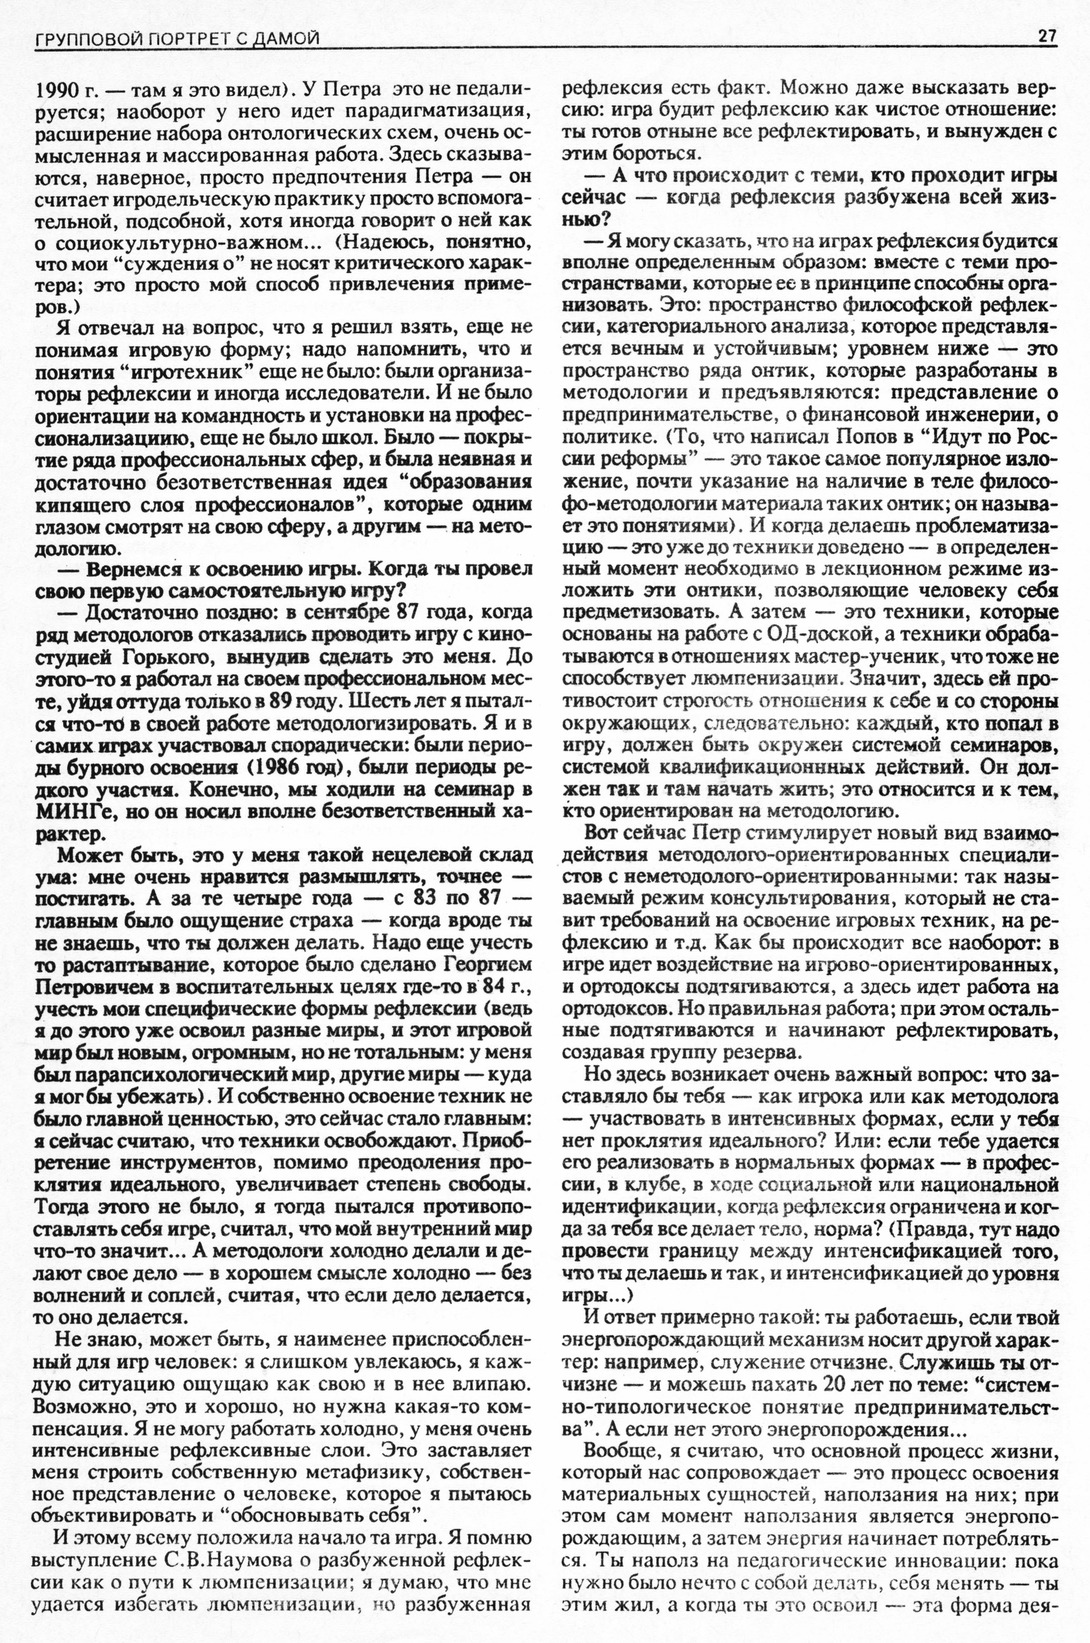 ГРУППОВОЙ ПОРТРЕТ С ДАМОЙ
27
1990 г. — там я это видел). У Петра это не педали-
руется; наоборот у него идет парадигматизация,
расширение набора онтологических схем, очень ос-
мысленная и массированная работа. Здесь сказыва-
ются, наверное, просто предпочтения Петра — он
считает игродельческую практику просто вспомога-
тельной, подсобной, хотя иногда говорит о ней как
о социокультурно-важном... (Надеюсь, понятно,
что мои “суждения о” не носят критического харак-
тера; это просто мой способ привлечения приме-
ров.)
Я отвечал на вопрос, что я решил взять, еще не
понимая игровую форму; надо напомнить, что и
понятия “игротехник” еще не было: были организа-
торы рефлексии и иногда исследователи. И не было
ориентации на командность и установки на профес-
сионализациию, еще не было школ. Было — покры-
тие ряда профессиональных сфер, и была неявная и
достаточно безответственная идея “образования
кипящего слоя профессионалов”, которые одним
глазом смотрят на свою сферу, а другим — на мето-
дологию.
— Вернемся к освоению игры. Когда ты провел
свою первую самостоятельную игру?
— Достаточно поздно: в сентябре 87 года, когда
ряд методологов отказались проводить игру с кино-
студией Горького, вынудив сделать это меня. До
этого-то я работал на своем профессиональном мес-
те, уйдя оттуда только в 89 году. Шесть лет я пытал-
ся что-то в своей работе методологизировать. Я и в
самих играх участвовал спорадически: были перио-
ды бурного освоения (1986 год), были периоды ре-
дкого участия. Конечно, мы ходили на семинар в
МИНГе, но он носил вполне безответственный ха-
рактер.
Может быть, это у меня такой нецелевой склад
ума: мне очень нравится размышлять, точнее —
постигать. А за те четыре года — с 83 по 87 —
главным было ощущение страха — когда вроде ты
не знаешь, что ты должен делать. Надо еще учесть
то растаптывание, которое было сделано Георгием
Петровичем в воспитательных целях где-то в 84 г.,
учесть мои специфические формы рефлексии (ведь
я до этого уже освоил разные миры, и этот игровой
мир был новым, огромным, но не тотальным: у меня
был парапсихологический мир, другие миры — куда
я мог бы убежать). И собственно освоение техник не
было главной ценностью, это сейчас стало главным:
я сейчас считаю, что техники освобождают. Приоб-
ретение инструментов, помимо преодоления про-
клятия идеального, увеличивает степень свободы.
Тогда этого не было, я тогда пытался противопо-
ставлять себя игре, считал, что мой внутренний мир
что-то значит... А методологи холодно делали и де-
лают свое дело — в хорошем смысле холодно — без
волнений и соплей, считая, что если дело делается,
то оно делается.
Не знаю, может быть, я наименее приспособлен-
ный для игр человек: я слишком увлекаюсь, я каж-
дую ситуацию ощущаю как свою и в нее влипаю.
Возможно, это и хорошо, но нужна какая-то ком-
пенсация. Я не могу работать холодно, у меня очень
интенсивные рефлексивные слои. Это заставляет
меня строить собственную метафизику, собствен-
ное представление о человеке, которое я пытаюсь
объективировать и “обосновывать себя”.
И этому всему положила начало та игра. Я помню
выступление С.В.Наумова о разбуженной рефлек-
сии как о пути к люмпенизации; я думаю, что мне
удается избегать люмпенизации, но разбуженная
рефлексия есть факт. Можно даже высказать вер-
сию: игра будит рефлексию как чистое отношение:
ты готов отныне все рефлектировать, и вынужден с
этим бороться.
— А что происходит с теми, кто проходит игры
сейчас — когда рефлексия разбужена всей жиз-
нью?
— Я могу сказать, что на играх рефлексия будится
вполне определенным образом: вместе с теми про-
странствами, которые ее в принципе способны орга-
низовать. Это: пространство философской рефлек-
сии, категориального анализа, которое представля-
ется вечным и устойчивым; уровнем ниже — это
пространство ряда онтик, которые разработаны в
методологии и предъявляются: представление о
предпринимательстве, о финансовой инженерии, о
политике. (То, что написал Попов в “Идут по Рос-
сии реформы” — это такое самое популярное изло-
жение, почти указание на наличие в теле филосо-
фо-методологии материала таких онтик; он называ-
ет это понятиями). И когда делаешь проблематиза-
цию — это уже до техники доведено — в определен-
ный момент необходимо в лекционном режиме из-
ложить эти онтики, позволяющие человеку себя
предметизовать. А затем — это техники, которые
основаны на работе с ОД-доской, а техники обраба-
тываются в отношениях мастер-ученик, что тоже не
способствует люмпенизации. Значит, здесь ей про-
тивостоит строгость отношения к себе и со стороны
окружающих, следовательно: каждый, кто попал в
игру, должен быть окружен системой семинаров,
системой квалификационнных действий. Он дол-
жен так и там начать жить; это относится и к тем,
кто ориентирован на методологию.
Вот сейчас Петр стимулирует новый вид взаимо-
действия методолого-ориентированных специали-
стов с неметодолого-ориентированными: так назы-
ваемый режим консультирования, который не ста-
вит требований на освоение игровых техник, на ре-
флексию и т.д. Как бы происходит все наоборот: в
игре идет воздействие на игрово-ориентированных,
и ортодоксы подтягиваются, а здесь идет работа на
ортодоксов. Но правильная работа; при этом осталь-
ные подтягиваются и начинают рефлектировать,
создавая группу резерва.
Но здесь возникает очень важный вопрос: что за-
ставляло бы тебя — как игрока или как методолога
— участвовать в интенсивных формах, если у тебя
нет проклятия идеального? Или: если тебе удается
его реализовать в нормальных формах — в профес-
сии, в клубе, в ходе социальной или национальной
идентификации, когда рефлексия ограничена и ког-
да за тебя все делает тело, норма? (Правда, тут надо
провести границу между интенсификацией того,
что ты делаешь и так, и интенсификацией до уровня
игры...)
И ответ примерно такой: ты работаешь, если твой
энергопорождающий механизм носит другой харак-
тер: например, служение отчизне. Служишь ты от-
чизне — и можешь пахать 20 лет по теме: “систем-
но-типологическое понятие предпринимательст-
ва”. А если нет этого энергопорождения...
Вообще, я считаю, что основной процесс жизни,
который нас сопровождает — это процесс освоения
материальных сущностей, наползания на них; при
этом сам момент наползания является энергопо-
рождающим, а затем энергия начинает потреблять-
ся. Ты наполз на педагогические инновации: пока
нужно было нечто с собой делать, себя менять — ты
этим жил, а когда ты это освоил — эта форма дея-